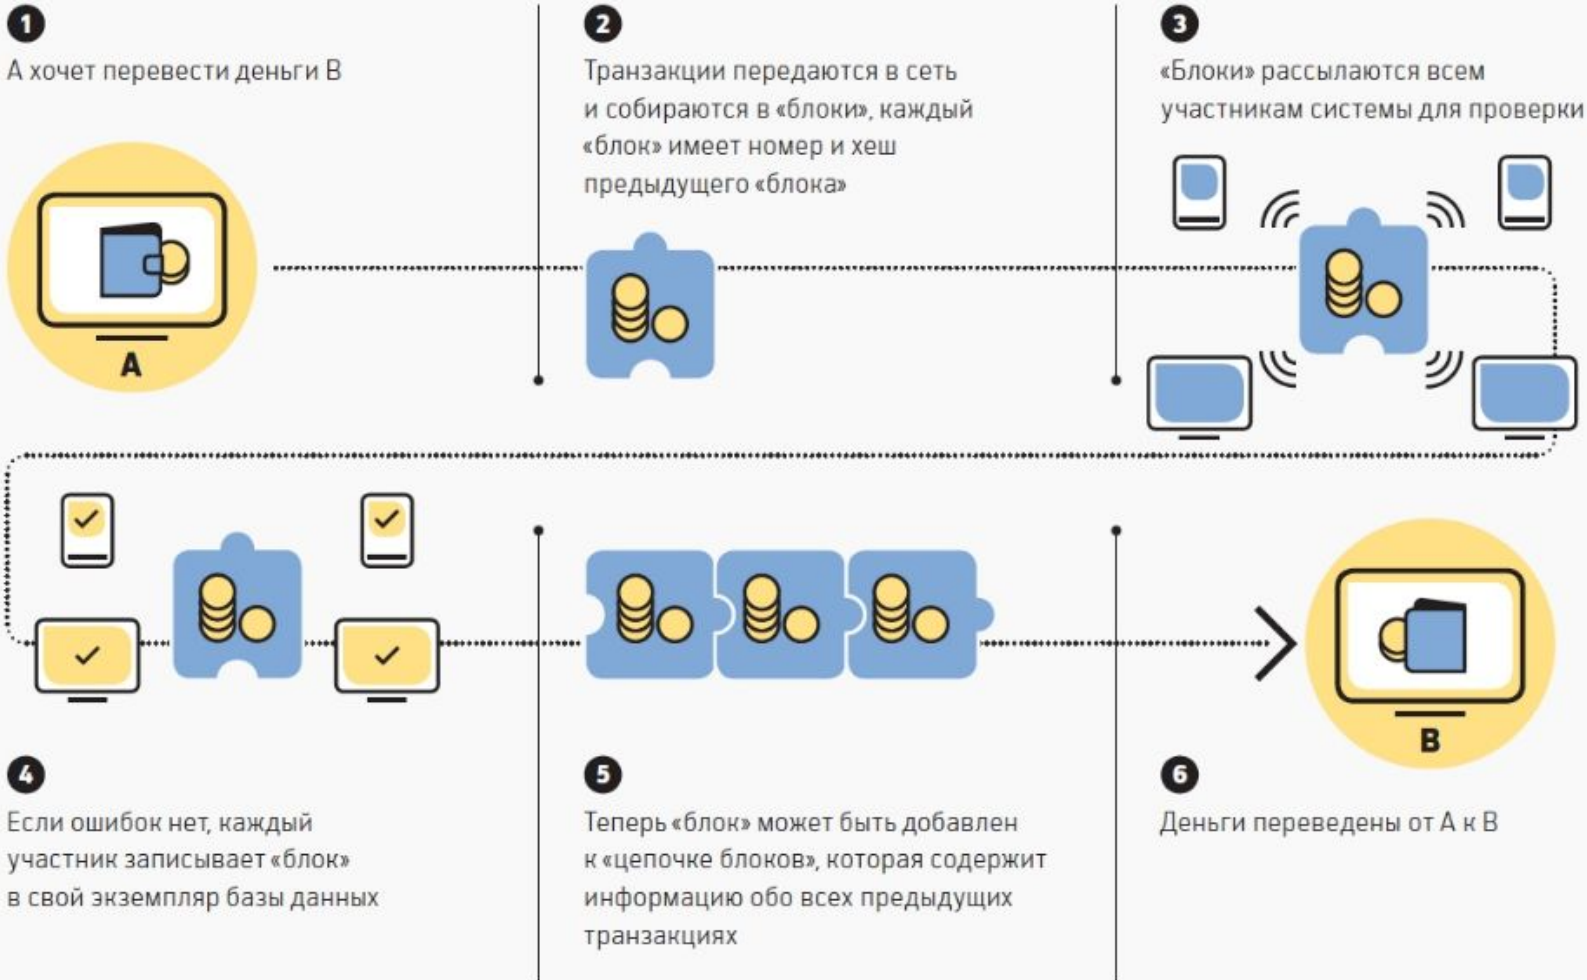 1
А хочет перевести деньги В
2
Транзакции передаются в сеть
и собираются в «блоки», каждый
«блок» имеет номер и хеш
предыдущего «блока»
3
«Блоки» рассылаются всем
участникам системы для проверки
А
4
Если ошибок нет, каждый
участник записывает «блок»
в свой экземпляр базы данных
5
Теперь «блок» может быть добавлен
к «цепочке блоков», которая содержит
информацию обо всех предыдущих
транзакциях
В
6
Деньги переведены от А к В